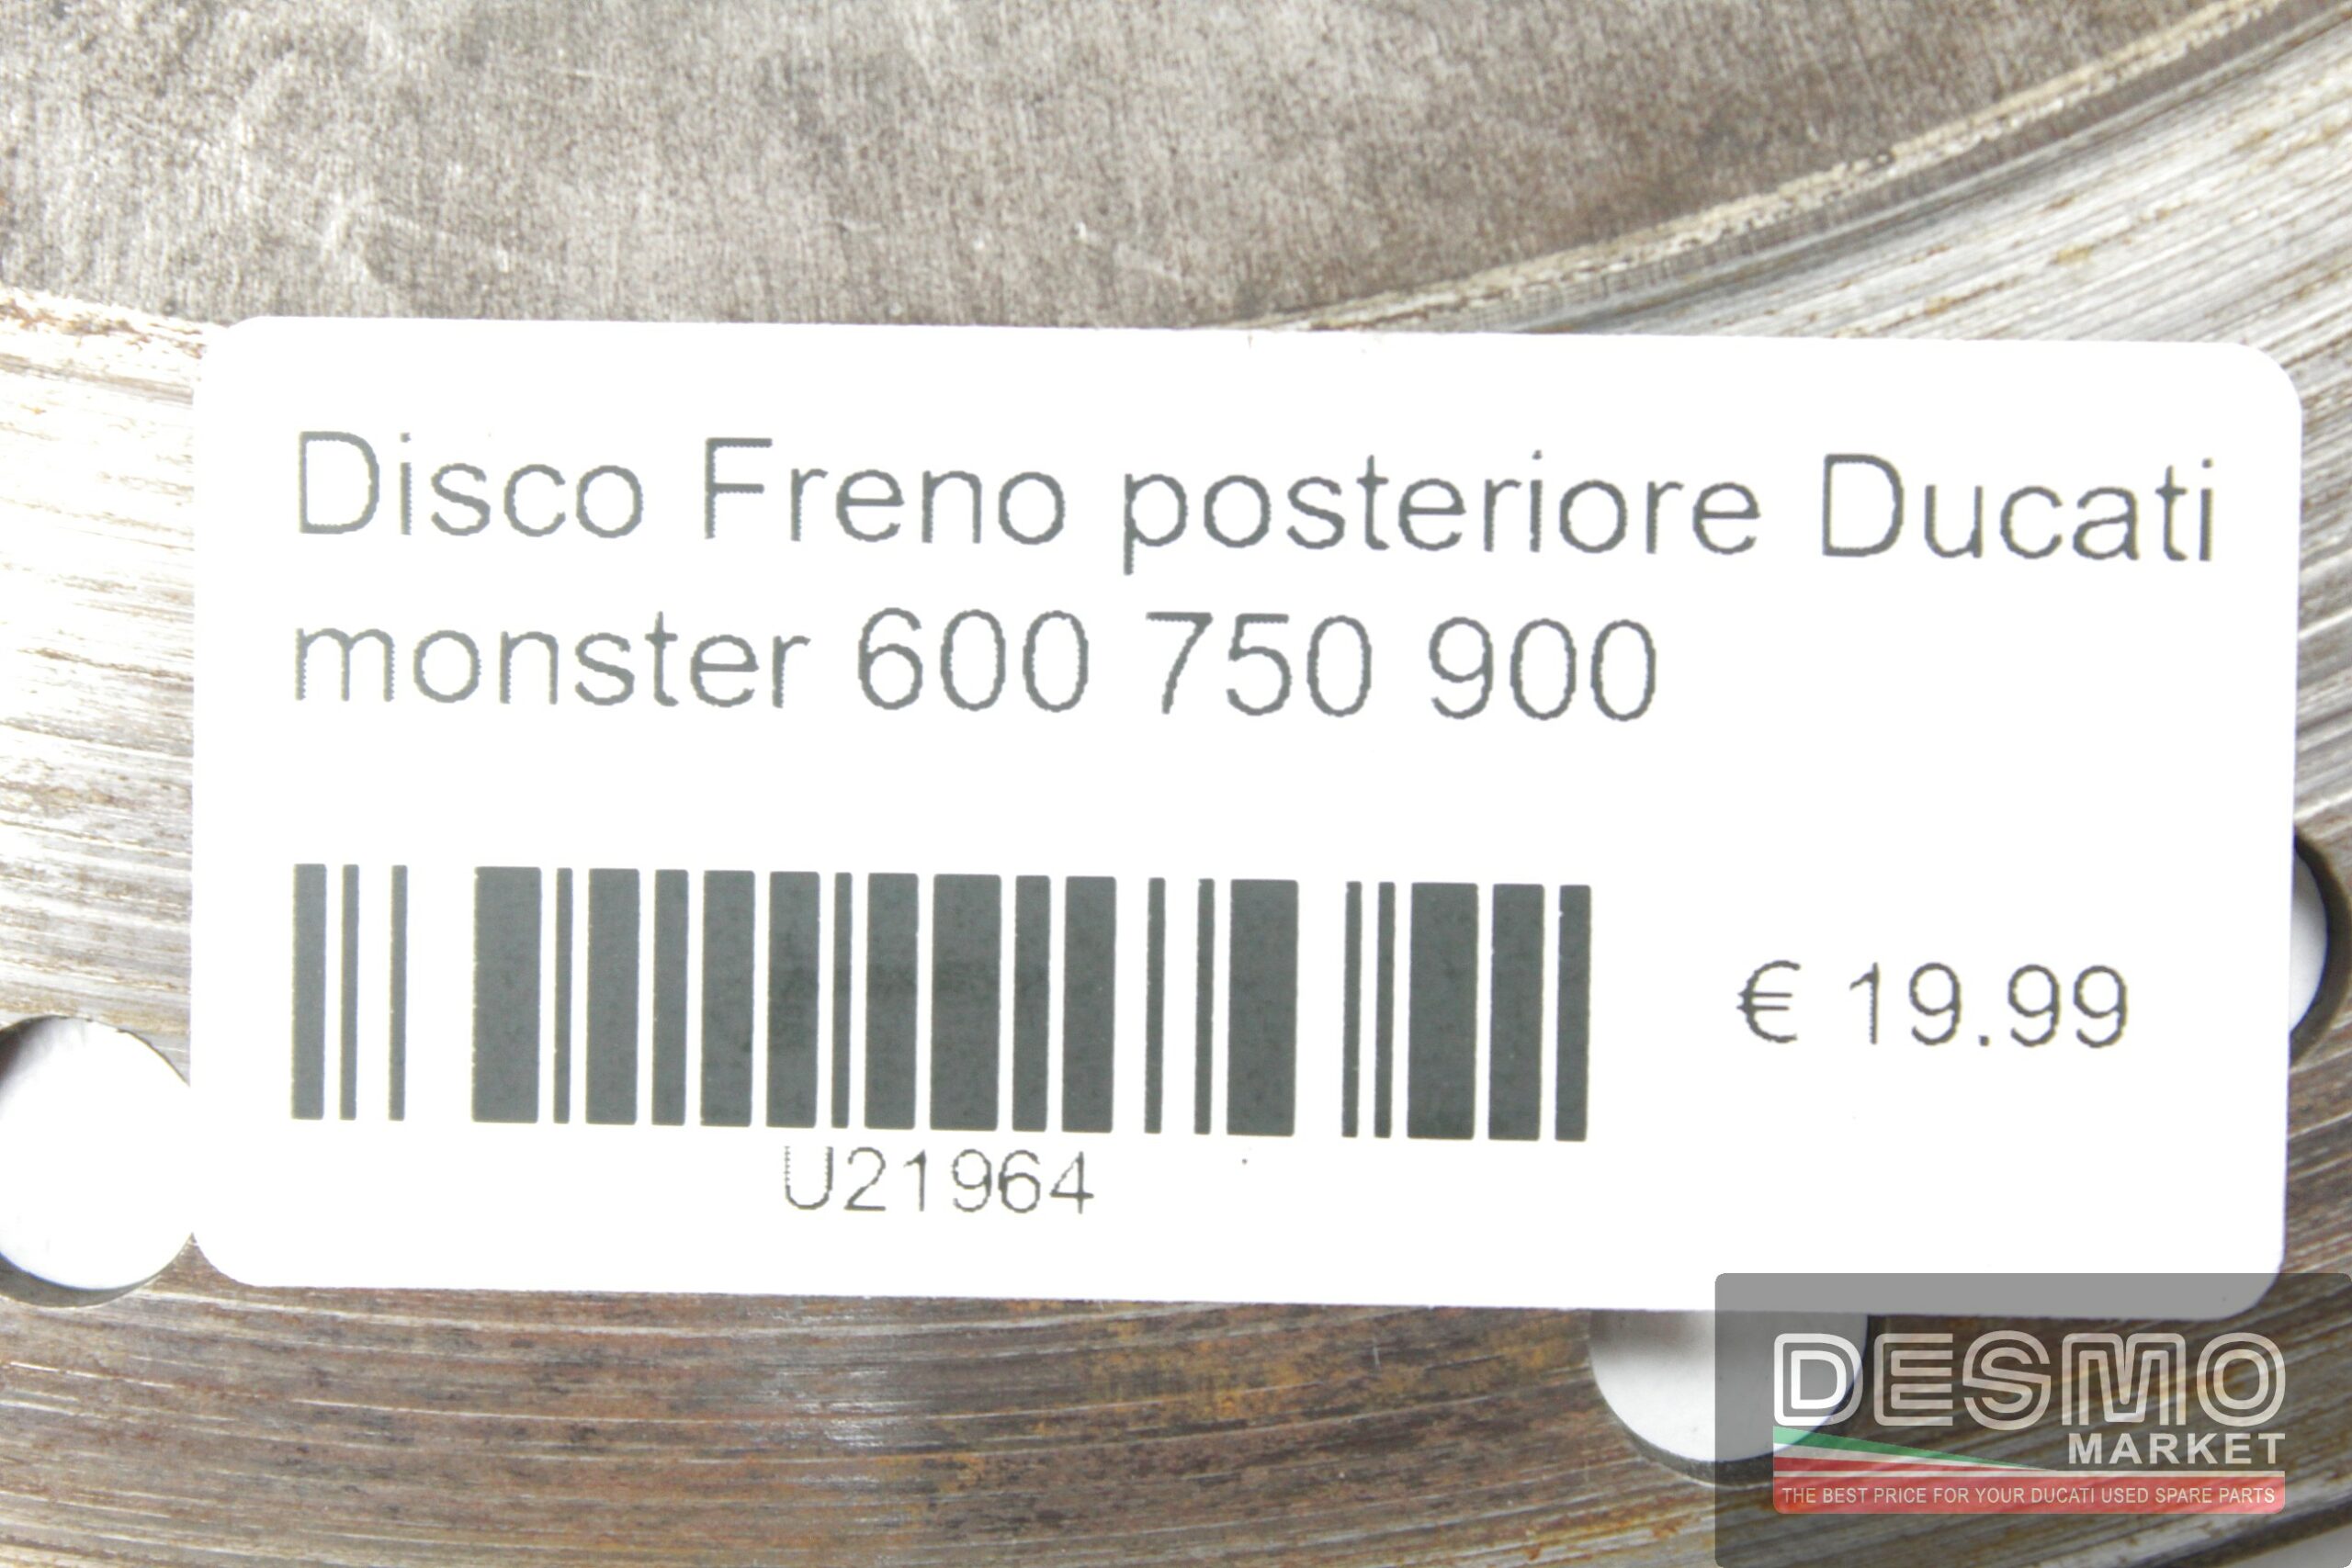 Disco Freno posteriore Ducati
monster 600 750 900
€ 19.99
U21964
DESMO
MARKET
THE BEST PRICE FOR YOUR DUCATI USED SPARE PARTS